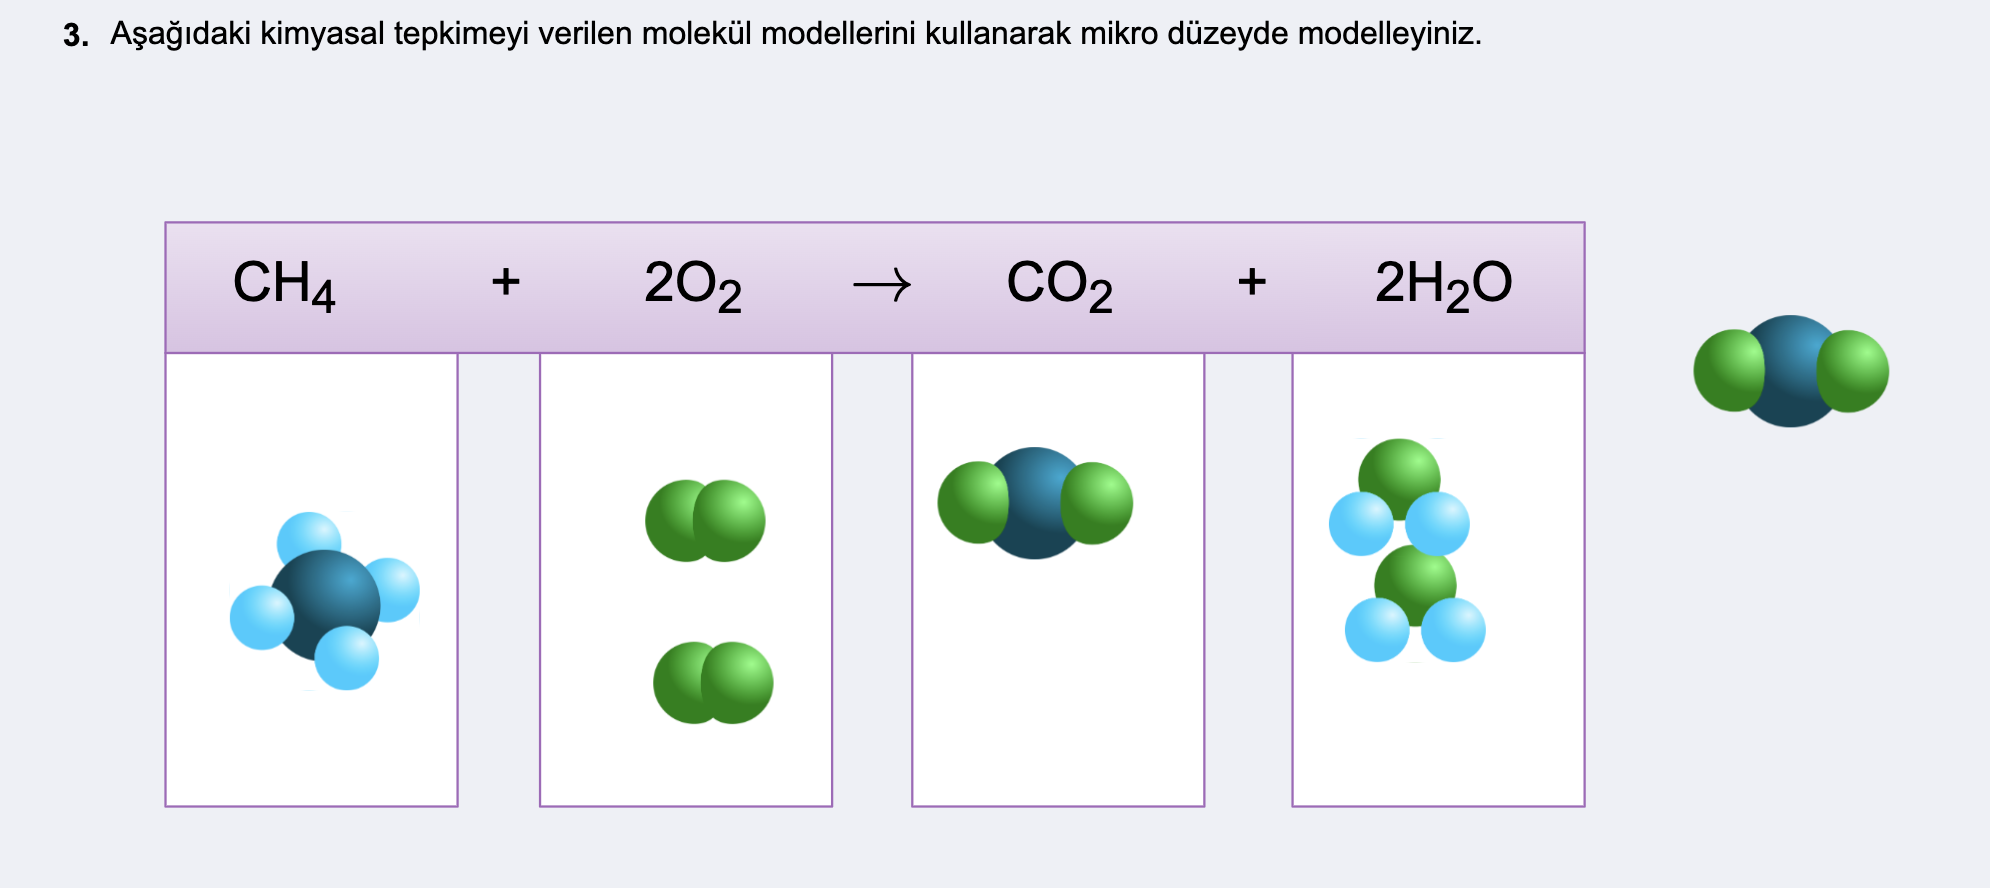 3. Aşağıdaki kimyasal tepkimeyi verilen molekül modellerini kullanarak mikro düzeyde modelleyiniz.
CH₄ + 2O₂ → CO₂ + 2H₂O